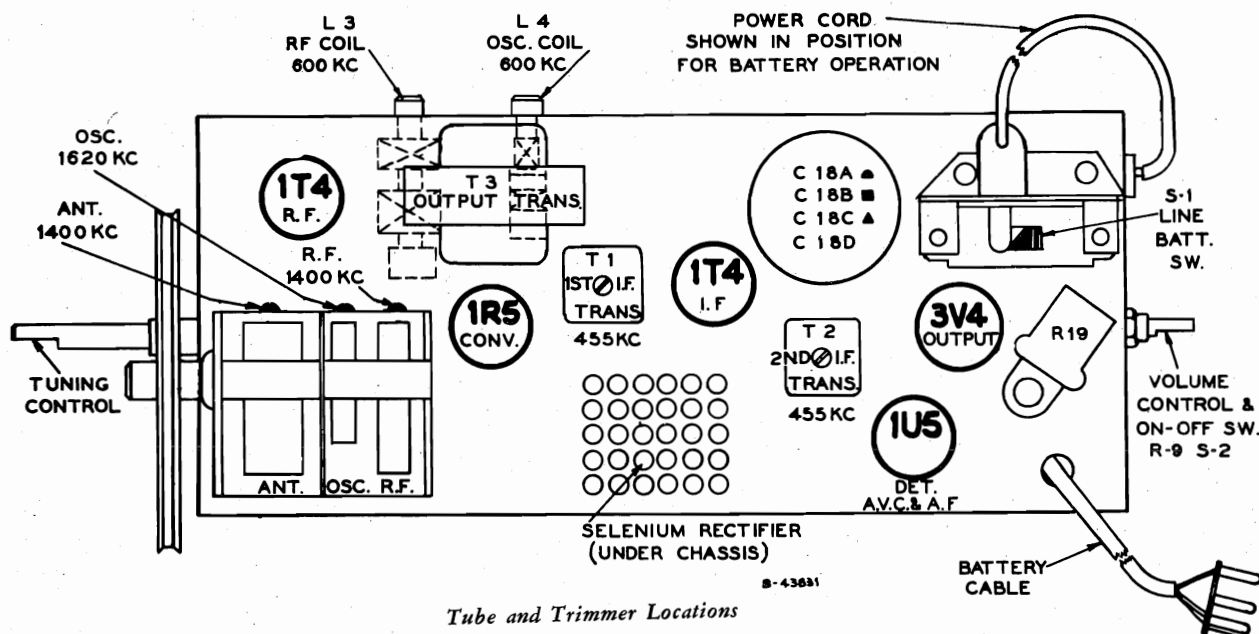 L 3
RF COIL
600 KC
L 4
OSC. COIL
600 KC
POWER CORD
SHOWN IN POSITION
FOR BATTERY OPERATION
OSC.
1620 KC
ANT.
1400 KC
1T4
R.F.
R.F.
1400 KC
T 3
OUTPUT TRANS.
C 18A
C 18B
C 18C
C 18D
S-1
LINE
BATT.
SW.
T 1
1ST I.F.
TRANS
455KC
1T4
I.F
1R5
CONV.
T 2
2ND I.F.
TRANS.
455 KC
3V4
OUTPUT
R19
TUNING
CONTROL
VOLUME
CONTROL &
ON-OFF SW.
R-9 S-2
1U5
DET.
A.V.C.& A.F
ANT.
OSC.
R.F.
SELENIUM RECTIFIER
(UNDER CHASSIS)
BATTERY
CABLE
S-43631
Tube and Trimmer Locations